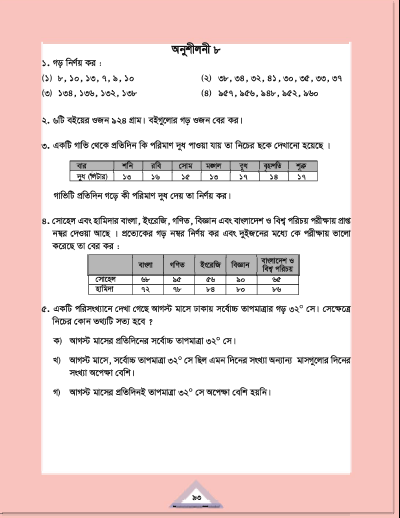 অনুশীলনী ৮
১. গড় নির্ণয় কর :
(১) ৮, ১০, ১৩, ৭, ৯, ১০ (২) ৩৮, ৩৪, ৩২, ৪১, ৩০, ৩৫, ৩৩, ৩৭
(৩) ১৩৪, ১৩৬, ১৩২, ১৩৮ (৪) ৯৫৭, ৯৫৬, ৯৪৮, ৯৫২, ৯৬০
২. ৬টি বইয়ের ওজন ৯২৪ গ্রাম। বইগুলোর গড় ওজন বের কর।
৩. একটি গাভি থেকে প্রতিদিন কি পরিমাণ দুধ পাওয়া যায় তা নিচের ছকে দেখানো হয়েছে ।
বার শনি রবি সোম মঙ্গল বুধ বৃহস্পতি শুক্র
দুধ (লিটার) ১৩ ১৬ ১৫ ১৩ ১৭ ১৪ ১৭
গাভিটি প্রতিদিন গড়ে কী পরিমাণ দুধ দেয় তা নির্ণয় কর।
৪. সোহেল এবং হামিদার বাংলা, ইংরেজি, গণিত, বিজ্ঞান এবং বাংলাদেশ ও বিশ্ব পরিচয় পরীক্ষায় প্রাপ্ত
নম্বর দেওয়া আছে । প্রত্যেকের গড় নম্বর নির্ণয় কর এবং দুইজনের মধ্যে কে পরীক্ষায় ভালো
করেছে তা বের কর :
বাংলা গণিত ইংরেজি বিজ্ঞান বাংলাদেশ ও
বিশ্ব পরিচয়
সোহেল ৬৮ ৯৫ ৫৬ ৯০ ৬৫
হামিদা ৭২ ৭৮ ৮৪ ৮০ ৮৬
৫. একটি পরিসংখ্যানে দেখা গেছে আগস্ট মাসে ঢাকায় সর্বোচ্চ তাপমাত্রার গড় ৩২° সে। সেক্ষেত্রে
নিচের কোন তথ্যটি সত্য হবে ?
ক) আগস্ট মাসের প্রতিদিনের সর্বোচ্চ তাপমাত্রা ৩২° সে।
খ) আগস্ট মাসে, সর্বোচ্চ তাপমাত্রা ৩২° সে ছিল এমন দিনের সংখ্যা অন্যান্য মাসগুলোর দিনের
সংখ্যা অপেক্ষা বেশি।
গ) আগস্ট মাসের প্রতিদিনই তাপমাত্রা ৩২° সে অপেক্ষা বেশি হয়নি।
৯৩